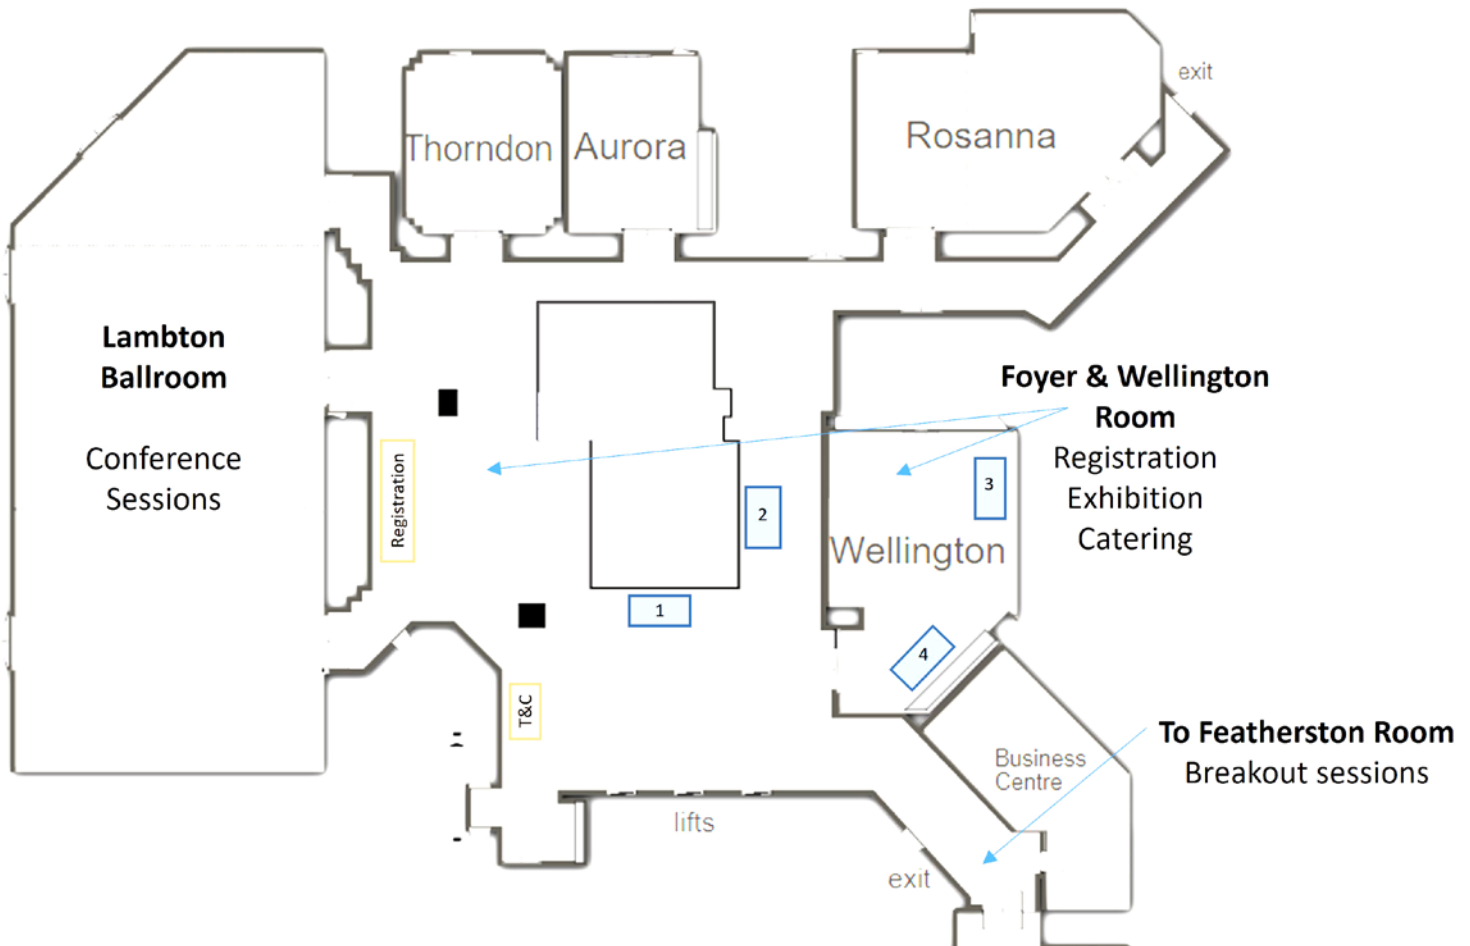 exit
Thorndon
Aurora
Rosanna
Lambton
Ballroom
Conference
Sessions
Foyer & Wellington
Room
Registration
Exhibition
Catering
Registration
2
3
Wellington
1
4
T&C
To Featherston Room
Breakout sessions
Business
Centre
lifts
exit